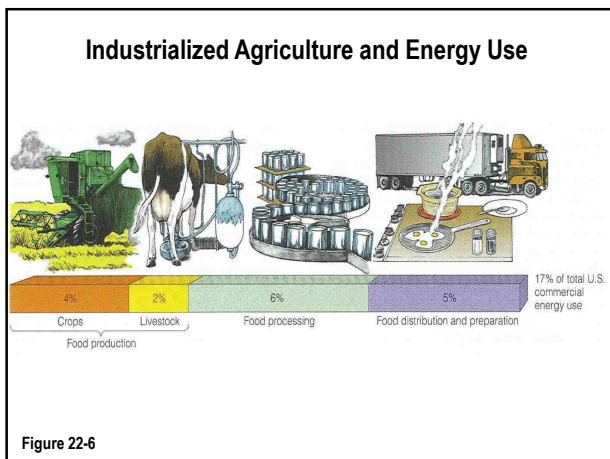 Industrialized Agriculture and Energy Use
17% of total U.S.
commercial
energy use
4%
2%
6%
5%
Crops
Livestock
Food processing
Food distribution and preparation
Food production
Figure 22-6